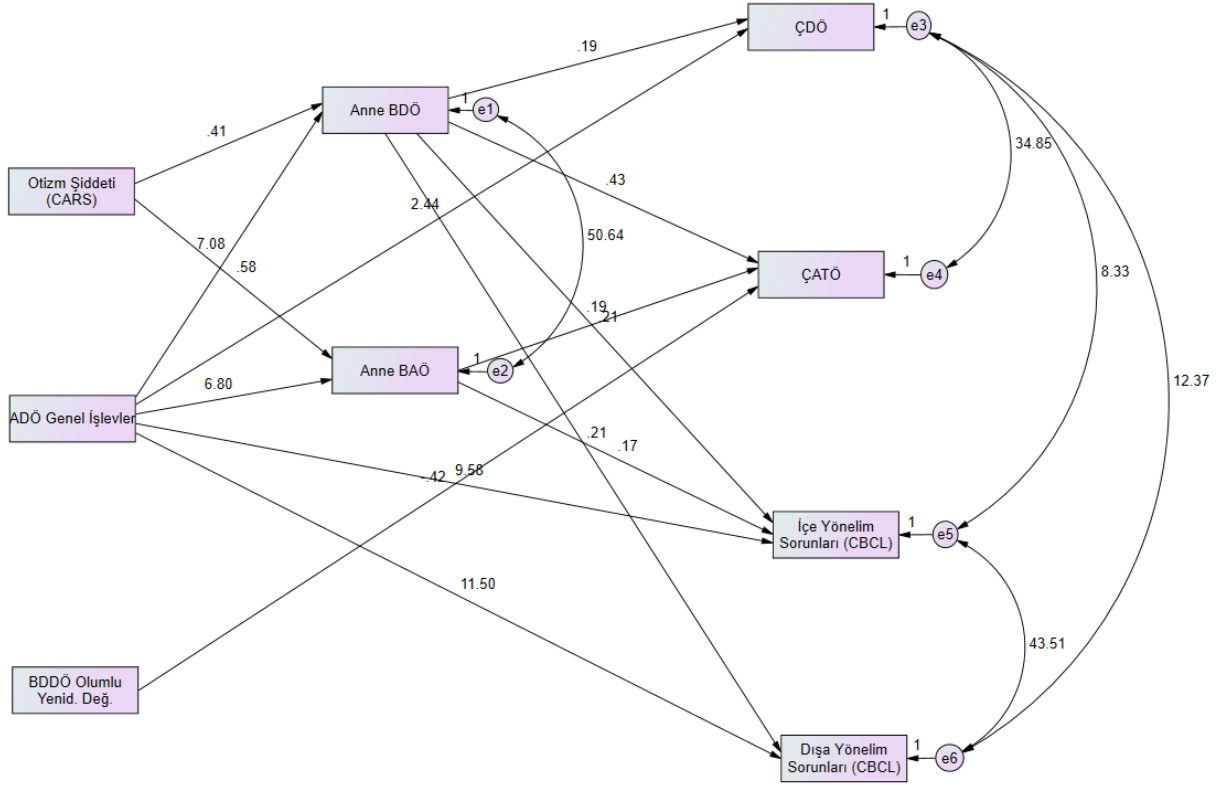 ÇDÖ
1
e3
.19
Anne BDÖ
1
e1
.41
34.85
Otizm Şiddeti
(CARS)
.43
2.44
50.64
7.08
.58
ÇATÖ
1
e4
8.33
.19
.21
Anne BAÖ
1
e2
6.80
12.37
ADÖ Genel İşlevler
.21
.17
-.42
9.58
İçe Yönelim
Sorunları (CBCL)
1
e5
11.50
43.51
BDDÖ Olumlu
Yenid. Değ.
Dışa Yönelim
Sorunları (CBCL)
1
e6